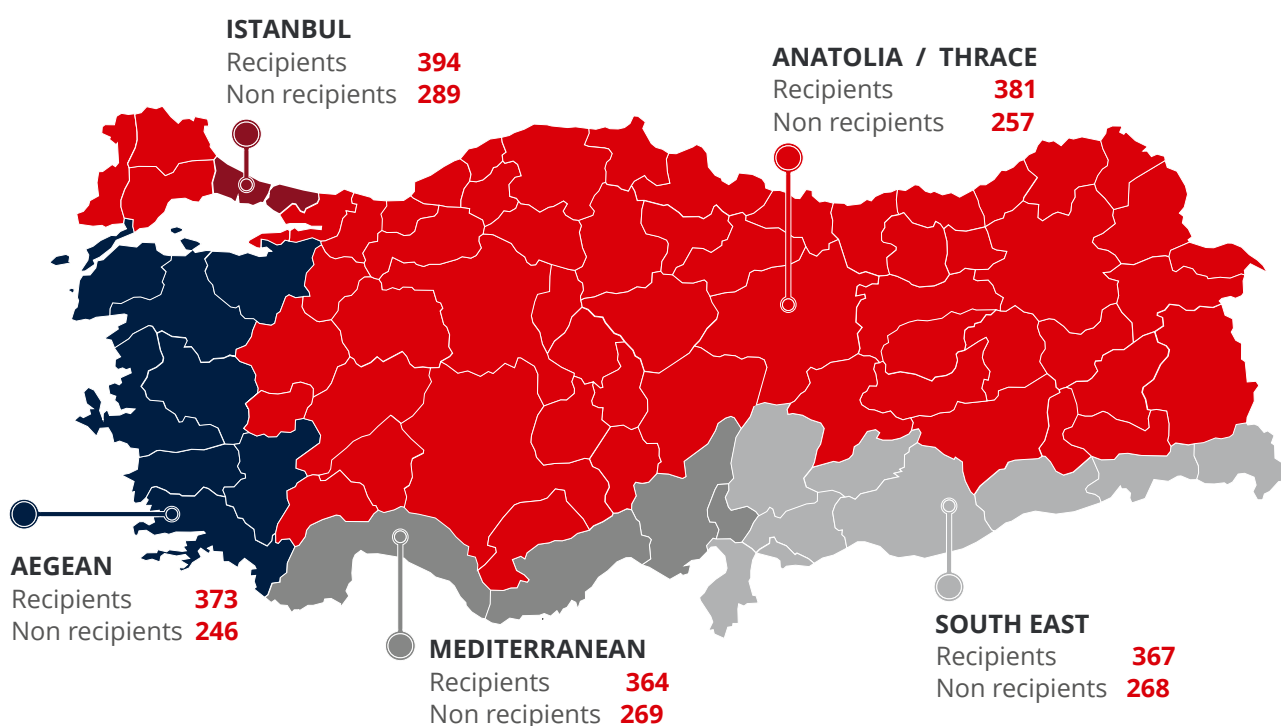 ISTANBUL
Recipients 394
Non recipients 289
ANATOLIA / THRACE
Recipients 381
Non recipients 257
AEGEAN
Recipients 373
Non recipients 246
MEDITERRANEAN
Recipients 364
Non recipients 269
SOUTH EAST
Recipients 367
Non recipients 268